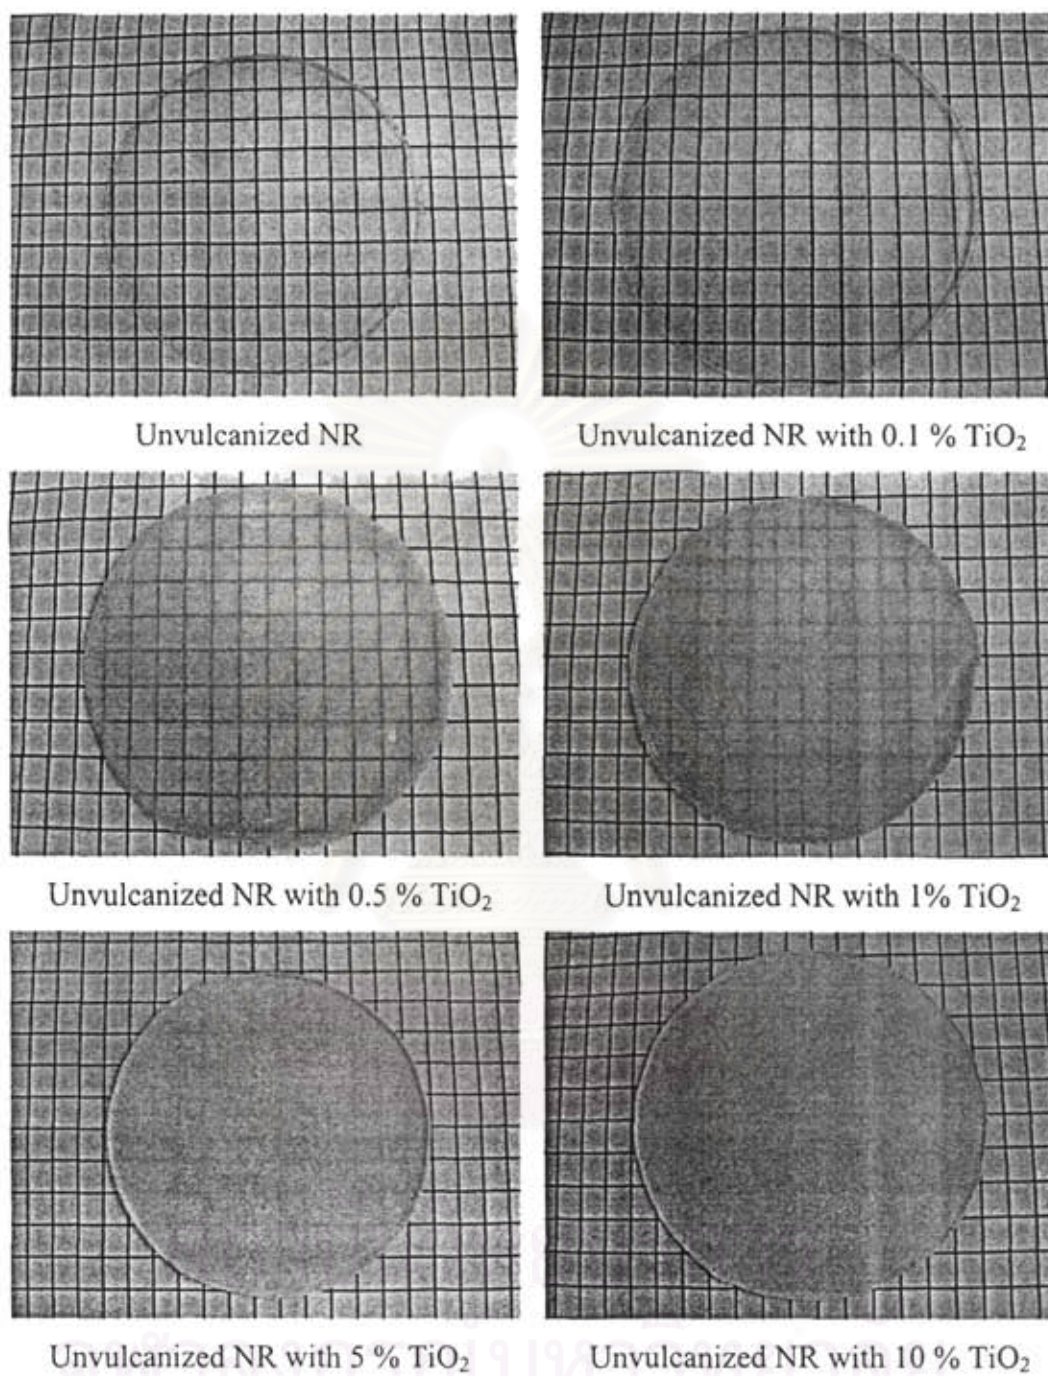 Unvulcanized NR
Unvulcanized NR with 0.1 % TiO₂
Unvulcanized NR with 0.5 % TiO₂
Unvulcanized NR with 1% TiO₂
Unvulcanized NR with 5 % TiO₂
Unvulcanized NR with 10 % TiO₂